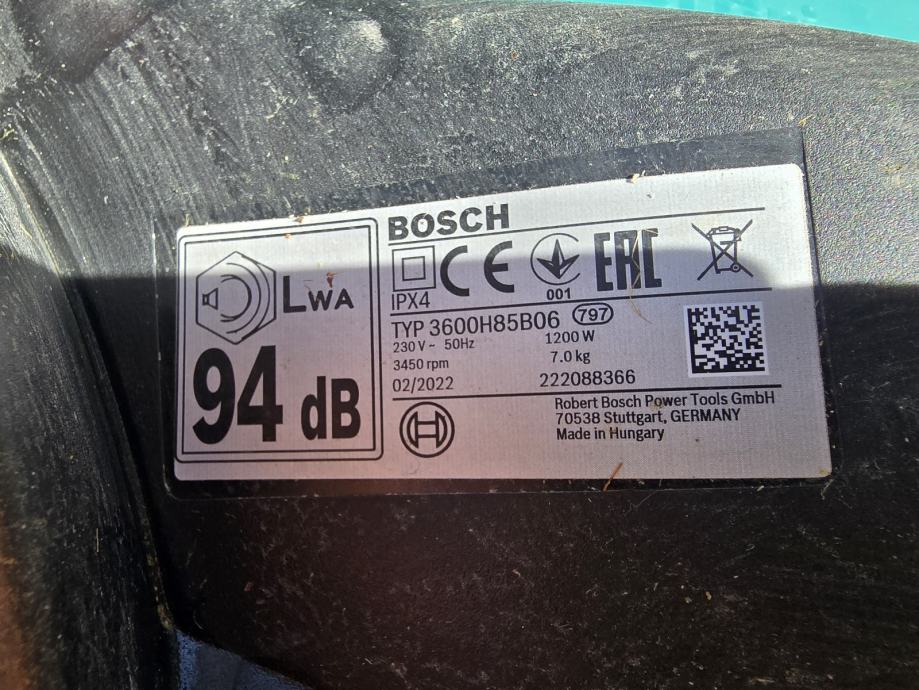 LWA
94 dB
BOSCH
CE EAC
001
IPX4
TYP 3600H85B06 797
230 V ~ 50Hz 1200 W
3450 rpm 7.0 kg
02/2022 222088366
Robert Bosch Power Tools GmbH
70538 Stuttgart, GERMANY
Made in Hungary